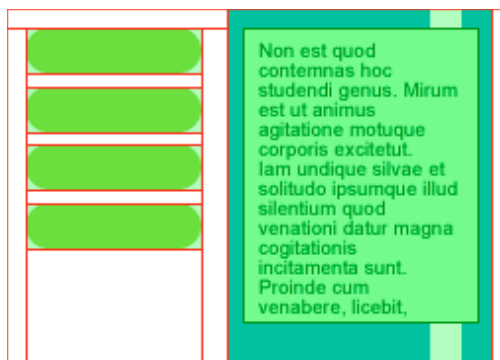 Non est quod
contemnas hoc
studendi genus. Mirum
est ut animus
agitatione motuque
corporis excitetut.
Iam undique silvae et
solitudo ipsumque illud
silentium quod
venationi datur magna
cogitationis
incitamenta sunt.
Proinde cum
venabere, licebit,